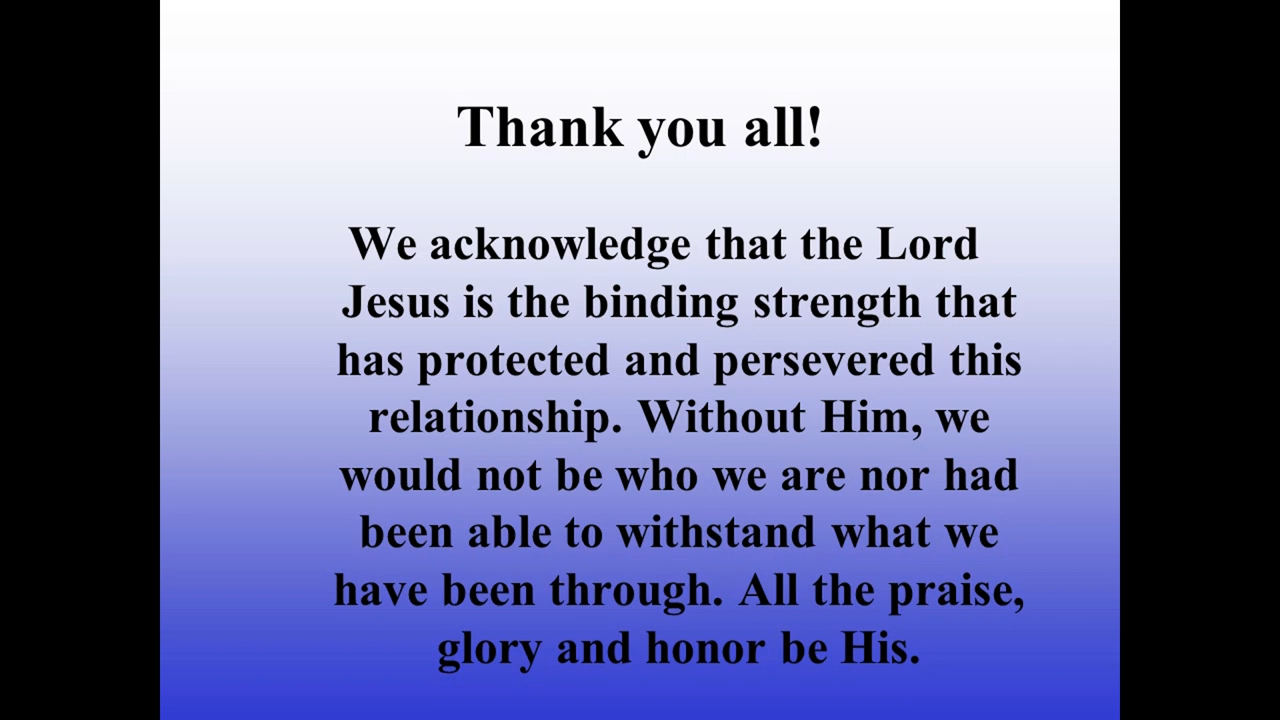 Thank you all!
We acknowledge that the Lord
Jesus is the binding strength that
has protected and persevered this
relationship. Without Him, we
would not be who we are nor had
been able to withstand what we
have been through. All the praise,
glory and honor be His.